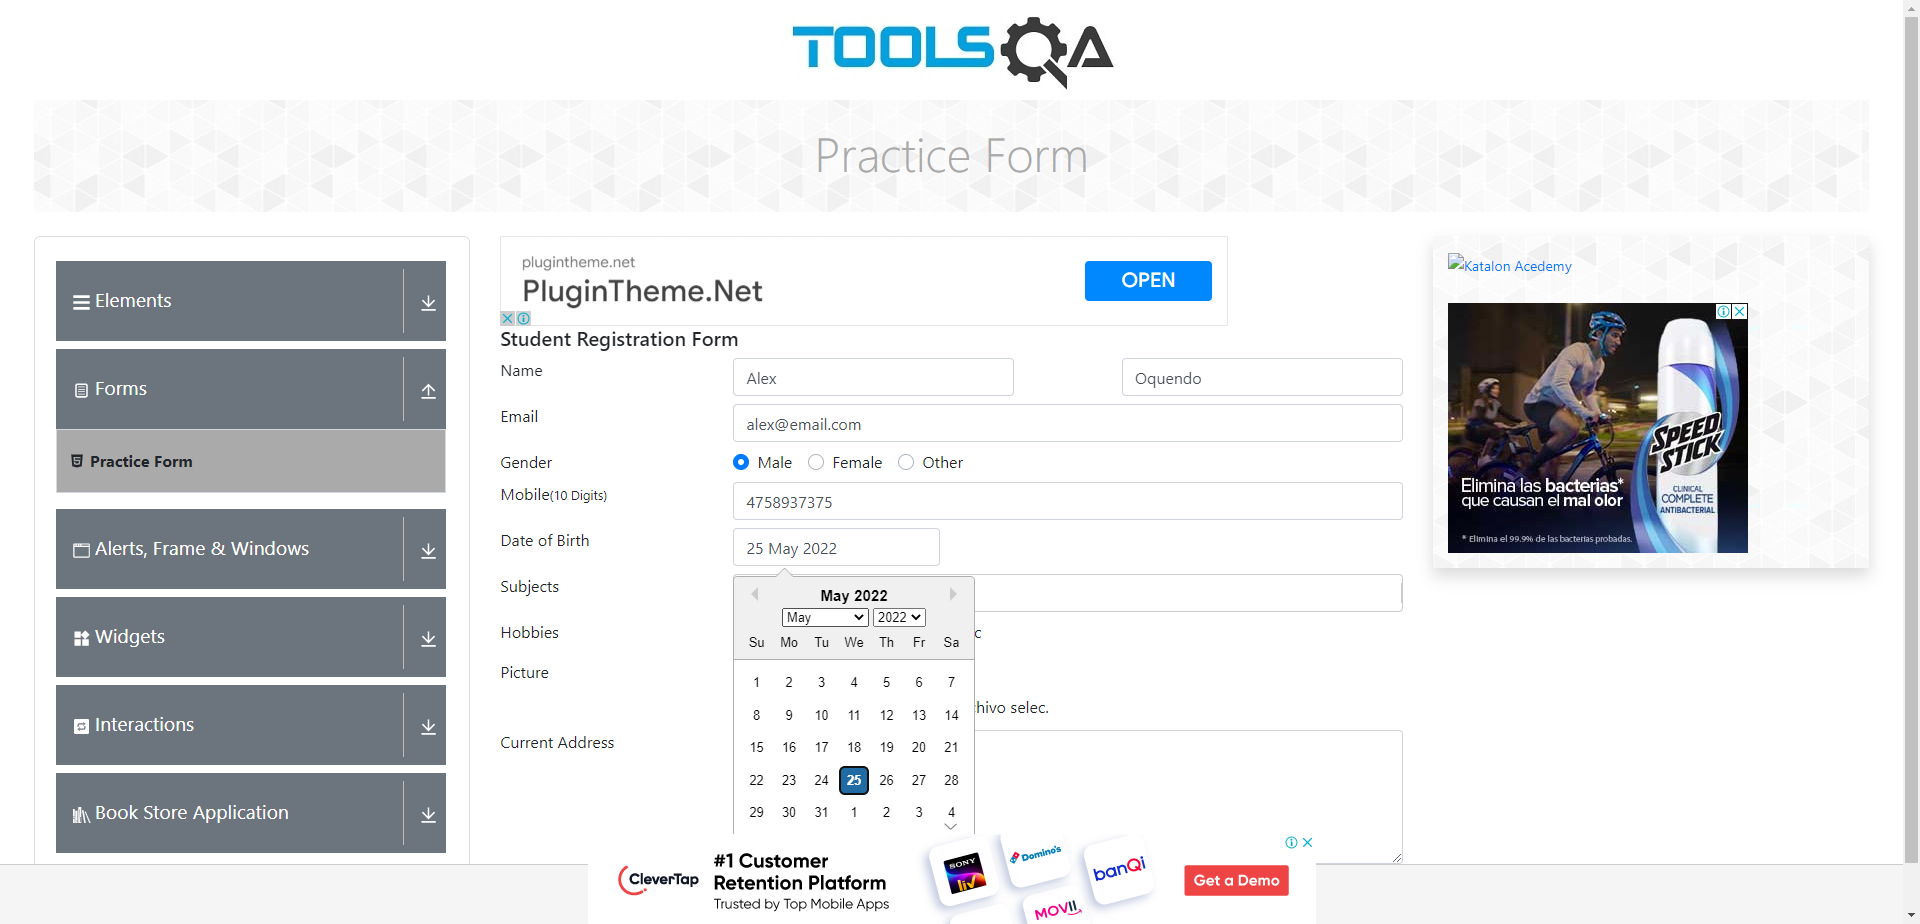 TOOLSQA
Practice Form
Elements
Forms
Practice Form
Alerts, Frame & Windows
Widgets
Interactions
Book Store Application
plugintheme.net
PluginTheme.Net
OPEN
Student Registration Form
Name
Alex
Oquendo
Email
alex@email.com
Gender
Male
Female
Other
Mobile(10 Digits)
4758937375
Date of Birth
25 May 2022
Subjects
Hobbies
c
Picture
hivo selec.
Current Address
May 2022
May
2022
Su Mo Tu We Th Fr Sa
1 2 3 4 5 6 7
8 9 10 11 12 13 14
15 16 17 18 19 20 21
22 23 24 25 26 27 28
29 30 31 1 2 3 4
Katalon Acedemy
SPEED
STICK
CLINICAL
COMPLETE
ANTIBACTERIAL
Elimina las bacterias*
que causan el mal olor
* Elimina el 99.9% de las bacterias probadas.
CleverTap
#1 Customer
Retention Platform
Trusted by Top Mobile Apps
SONY
liv
Domino's
banQi
MOVII
Get a Demo